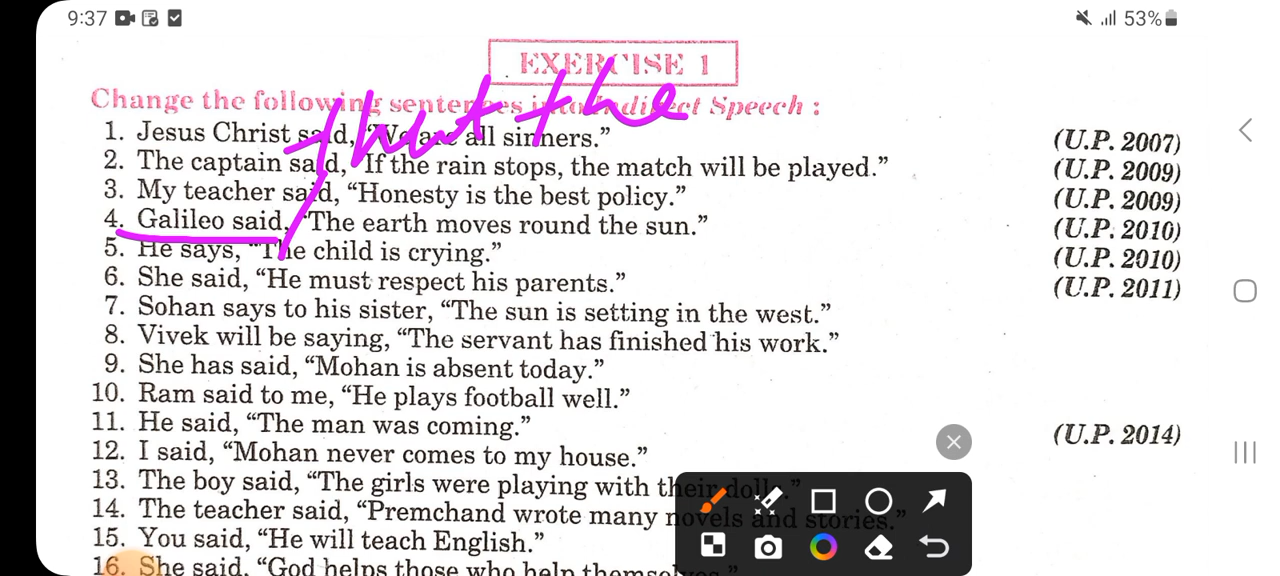 9:37
53%
EXERCISE 1
Change the following sentences into Indirect Speech :
that the
1. Jesus Christ said, “We are all sinners.” (U.P. 2007)
2. The captain said, “If the rain stops, the match will be played.” (U.P. 2009)
3. My teacher said, “Honesty is the best policy.” (U.P. 2009)
4. Galileo said, “The earth moves round the sun.” (U.P. 2010)
5. He says, “The child is crying.” (U.P. 2010)
6. She said, “He must respect his parents.” (U.P. 2011)
7. Sohan says to his sister, “The sun is setting in the west.”
8. Vivek will be saying, “The servant has finished his work.”
9. She has said, “Mohan is absent today.”
10. Ram said to me, “He plays football well.”
11. He said, “The man was coming.” (U.P. 2014)
12. I said, “Mohan never comes to my house.”
13. The boy said, “The girls were playing with their dolls.”
14. The teacher said, “Premchand wrote many novels and stories.”
15. You said, “He will teach English.”
16. She said, “God helps those who help themselves.”